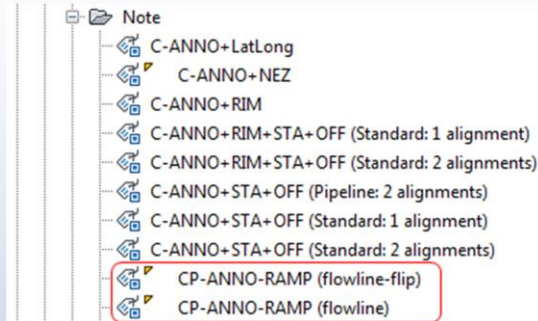 Note
C-ANNO+LatLong
C-ANNO+NEZ
C-ANNO+RIM
C-ANNO+RIM+STA+OFF (Standard: 1 alignment)
C-ANNO+RIM+STA+OFF (Standard: 2 alignments)
C-ANNO+STA+OFF (Pipeline: 2 alignments)
C-ANNO+STA+OFF (Standard: 1 alignment)
C-ANNO+STA+OFF (Standard: 2 alignments)
CP-ANNO-RAMP (flowline-flip)
CP-ANNO-RAMP (flowline)